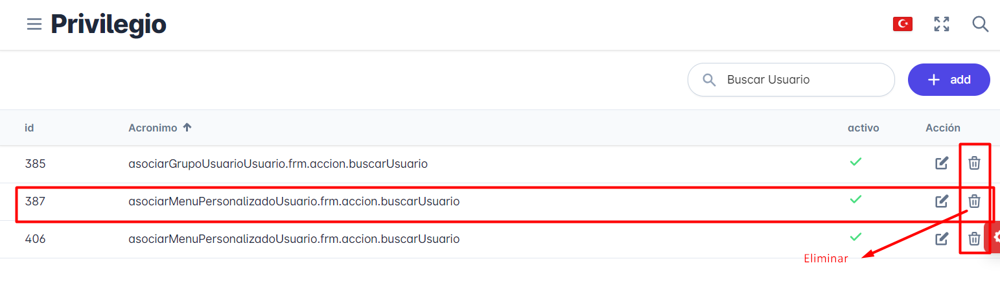 Privilegio
Buscar Usuario
add
id Acronimo activo Acción
385 asociarGrupoUsuarioUsuario.frm.accion.buscarUsuario
387 asociarMenuPersonalizadoUsuario.frm.accion.buscarUsuario
406 asociarMenuPersonalizadoUsuario.frm.accion.buscarUsuario
Eliminar